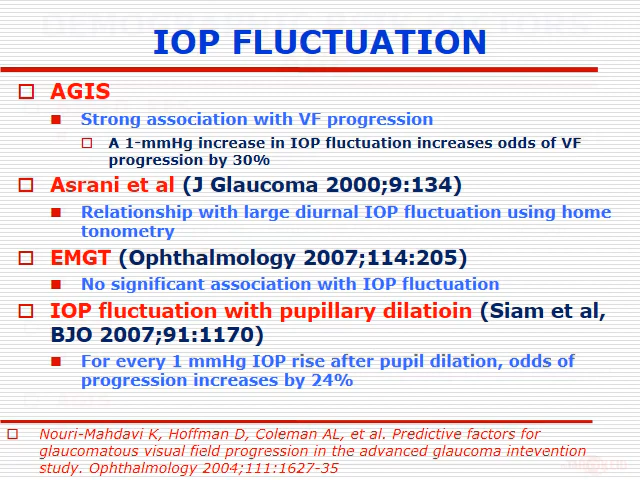 IOP FLUCTUATION
AGIS
Strong association with VF progression
A 1-mmHg increase in IOP fluctuation increases odds of VF
progression by 30%
Asrani et al (J Glaucoma 2000;9:134)
Relationship with large diurnal IOP fluctuation using home
tonometry
EMGT (Ophthalmology 2007;114:205)
No significant association with IOP fluctuation
IOP fluctuation with pupillary dilatioin (Siam et al,
BJO 2007;91:1170)
For every 1 mmHg IOP rise after pupil dilation, odds of
progression increases by 24%
Nouri-Mahdavi K, Hoffman D, Coleman AL, et al. Predictive factors for
glaucomatous visual field progression in the advanced glaucoma intevention
study. Ophthalmology 2004;111:1627-35